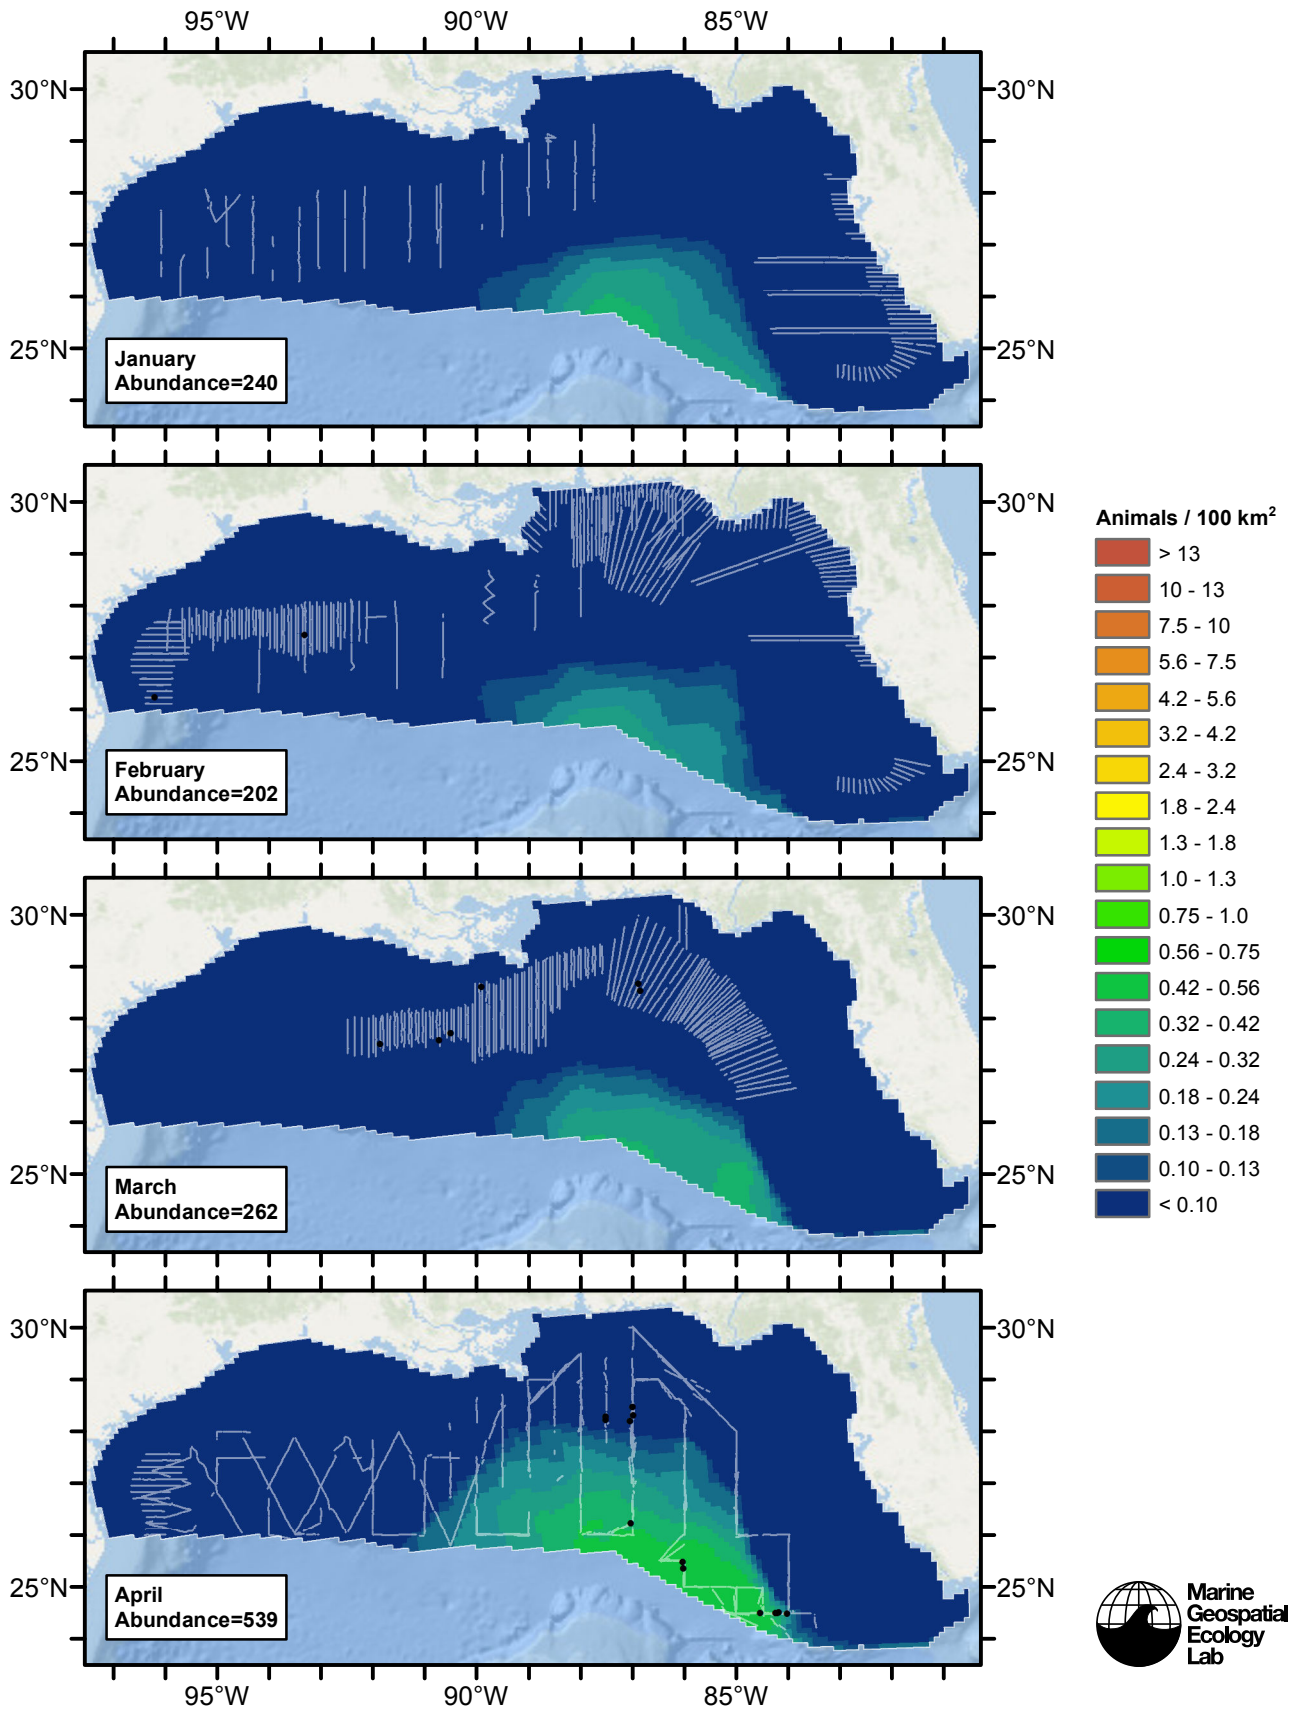 95°W 90°W 85°W
30°N 30°N
25°N 25°N
January
Abundance=240
30°N 30°N
25°N 25°N
February
Abundance=202
30°N 30°N
25°N 25°N
March
Abundance=262
30°N 30°N
25°N 25°N
April
Abundance=539
95°W 90°W 85°W
Animals / 100 km²
> 13
10 - 13
7.5 - 10
5.6 - 7.5
4.2 - 5.6
3.2 - 4.2
2.4 - 3.2
1.8 - 2.4
1.3 - 1.8
1.0 - 1.3
0.75 - 1.0
0.56 - 0.75
0.42 - 0.56
0.32 - 0.42
0.24 - 0.32
0.18 - 0.24
0.13 - 0.18
0.10 - 0.13
< 0.10
Marine
Geospatial
Ecology
Lab